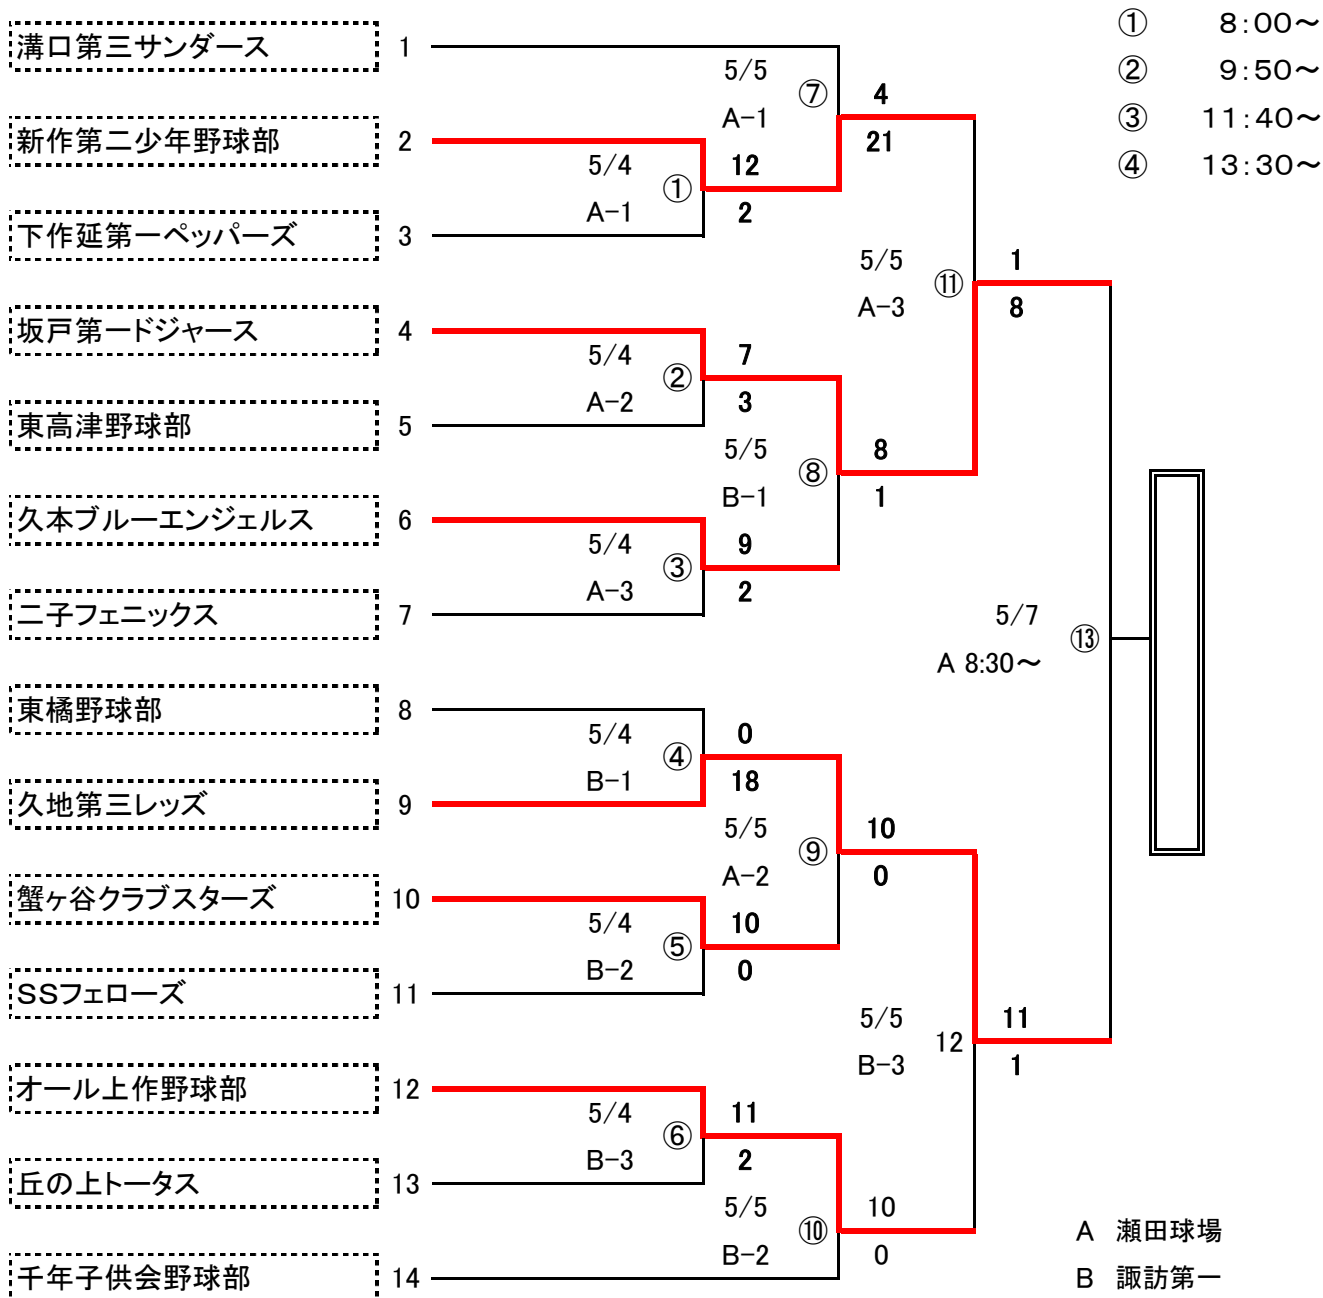 ① 8:00～
溝口第三サンダース 1
5/5
② 9:50～
⑦ 4
A-1
③ 11:40～
新作第二少年野球部 2
21
5/4 12
④ 13:30～
①
A-1 2
下作延第一ペッパーズ 3
5/5 1
⑪
A-3 8
坂戸第一ドジャース 4
5/4 7
②
A-2 3
東高津野球部 5
5/5 8
⑧
B-1 1
久本ブルーエンジェルス 6
5/4 9
③
A-3 2
二子フェニックス 7
5/7
⑬
A 8:30～
東橘野球部 8
5/4 0
④
B-1 18
久地第三レッズ 9
5/5 10
⑨
A-2 0
蟹ヶ谷クラブスターズ 10
5/4 10
⑤
B-2 0
SSフェローズ 11
5/5 11
12
B-3 1
オール上作野球部 12
5/4 11
⑥
B-3 2
丘の上トータス 13
5/5 10
⑩
B-2 0
A 瀬田球場
千年子供会野球部 14
B 諏訪第一